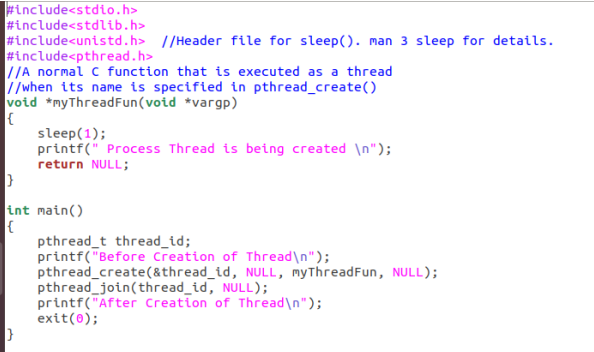 #include<stdio.h>
#include<stdlib.h>
#include<unistd.h>  //Header file for sleep(). man 3 sleep for details.
#include<pthread.h>
//A normal C function that is executed as a thread
//when its name is specified in pthread_create()
void *myThreadFun(void *vargp)
{
    sleep(1);
    printf(" Process Thread is being created \n");
    return NULL;
}
int main()
{
    pthread_t thread_id;
    printf("Before Creation of Thread\n");
    pthread_create(&thread_id, NULL, myThreadFun, NULL);
    pthread_join(thread_id, NULL);
    printf("After Creation of Thread\n");
    exit(0);
}